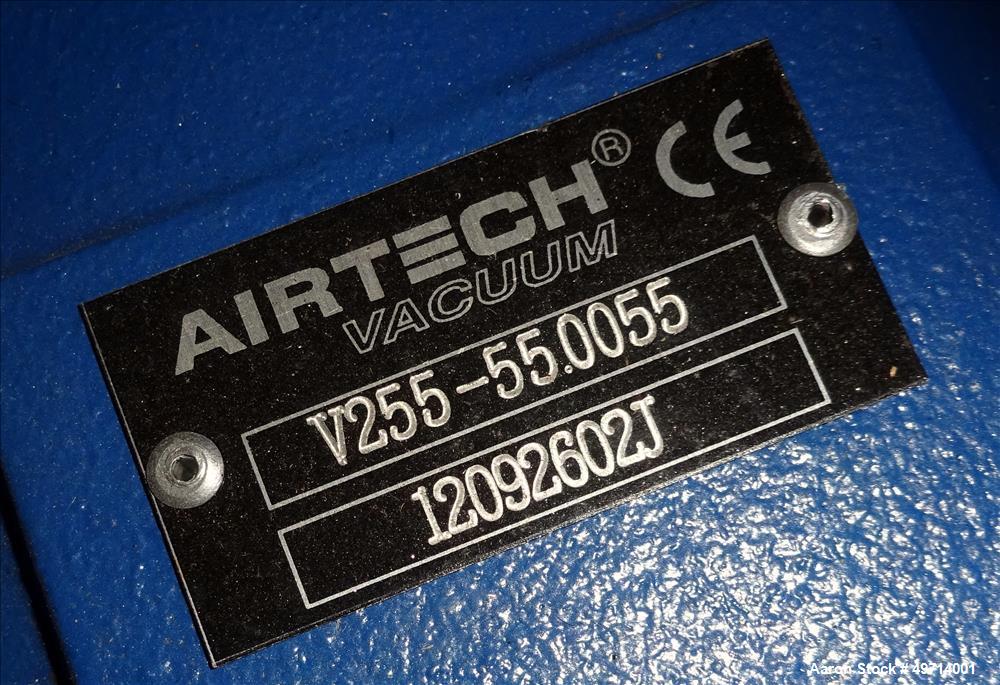 AIRTECH® CE
VACUUM
V255-55.0055
12092602J
Aaron Stock # 49714001